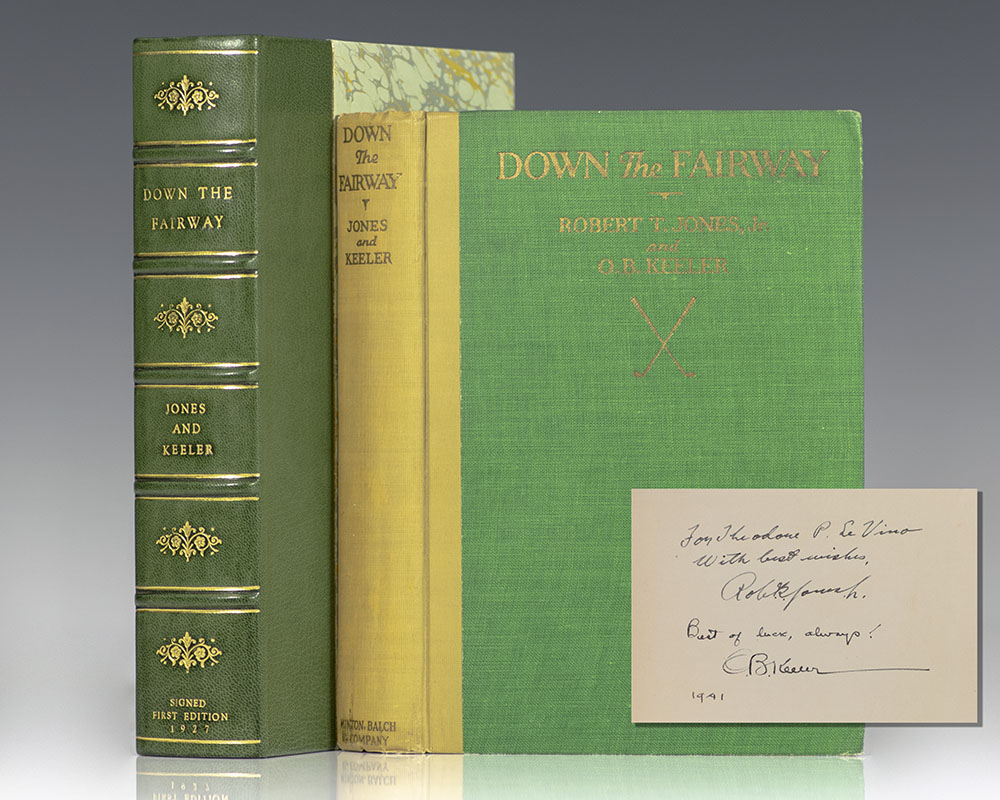 DOWN THE
FAIRWAY
JONES
AND
KEELER
SIGNED
FIRST EDITION
1927
DOWN
The
FAIRWAY
JONES
and
KEELER
MINTON, BALCH
& COMPANY
DOWN The FAIRWAY
ROBERT T. JONES, Jr.
and
O.B. KEELER
For Theodore P. De Vino
With best wishes,
Robt. T. Jones Jr.
Best of luck, always!
O.B. Keeler
1941